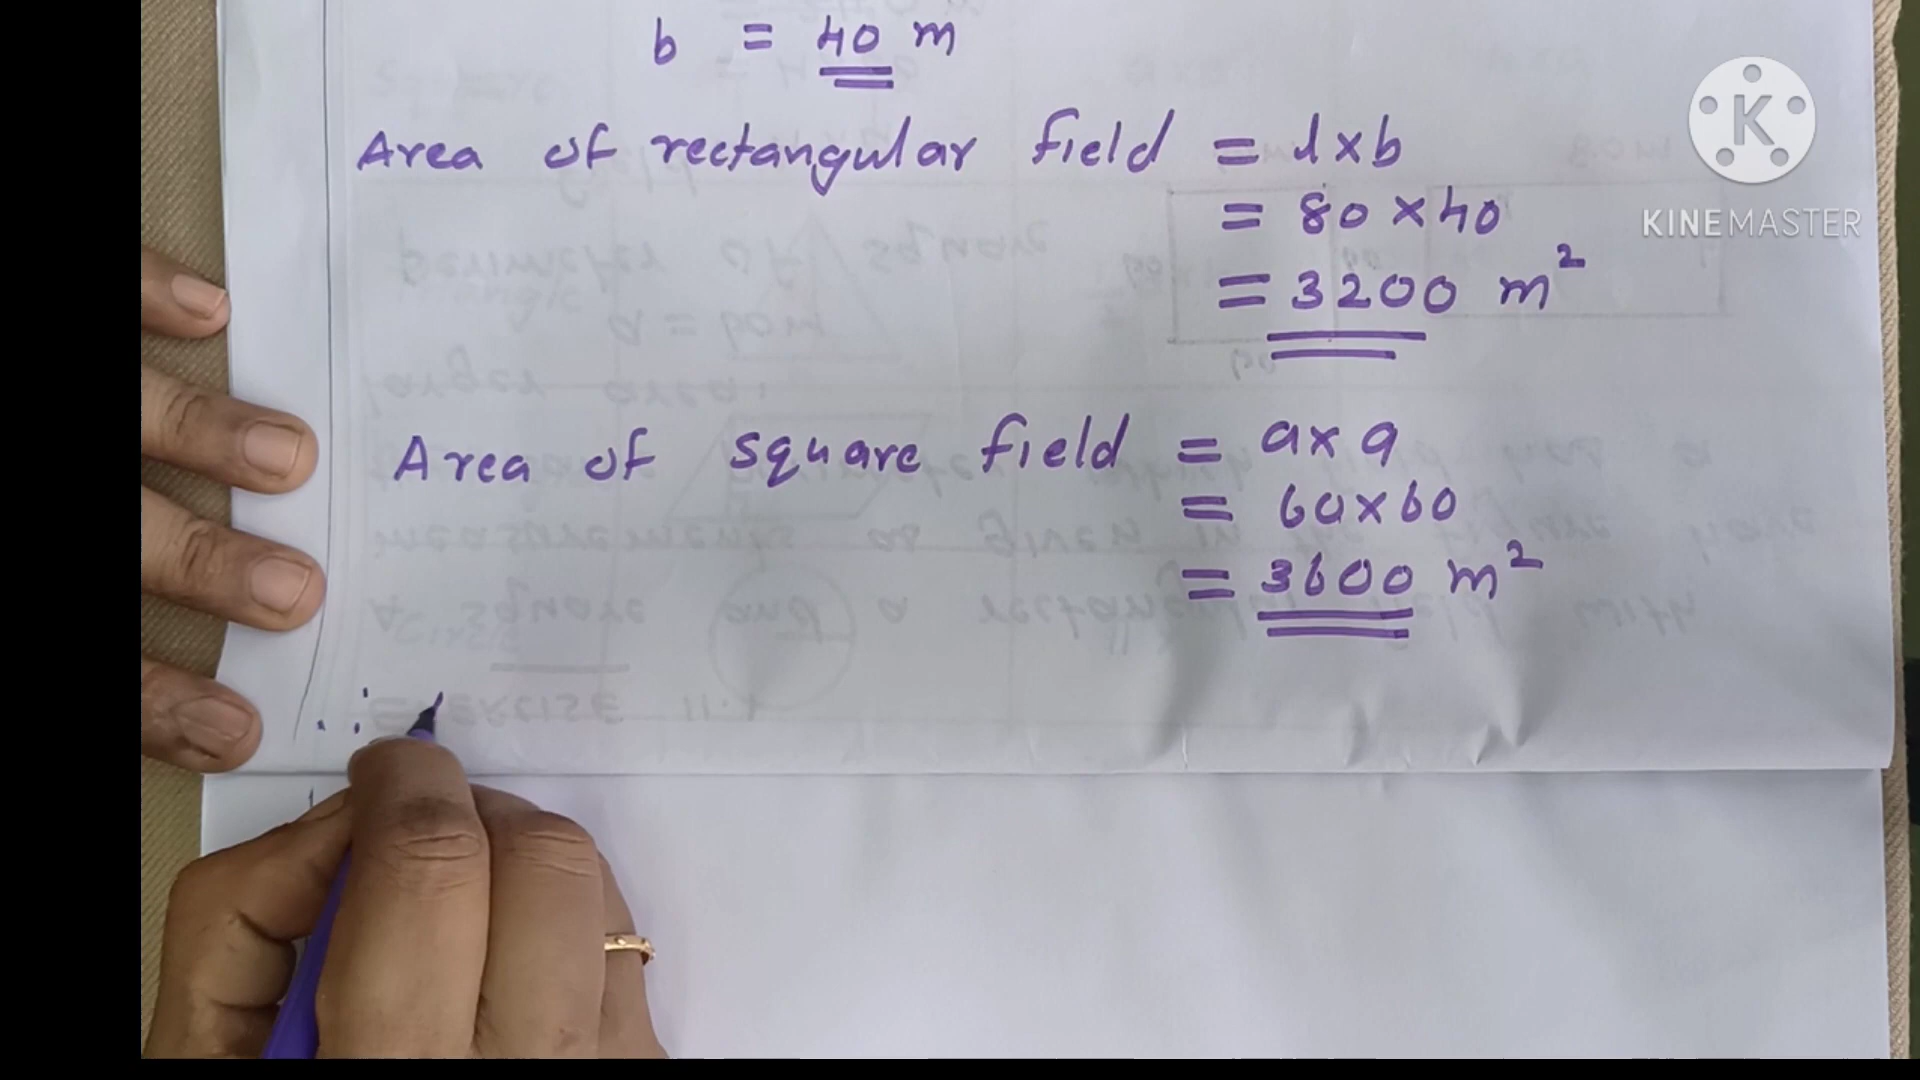 b = 40 m
Area of rectangular field = l x b
= 80 x 40
= 3200 m²
Area of square field = a x a
= 60 x 60
= 3600 m²
∴
KINEMASTER